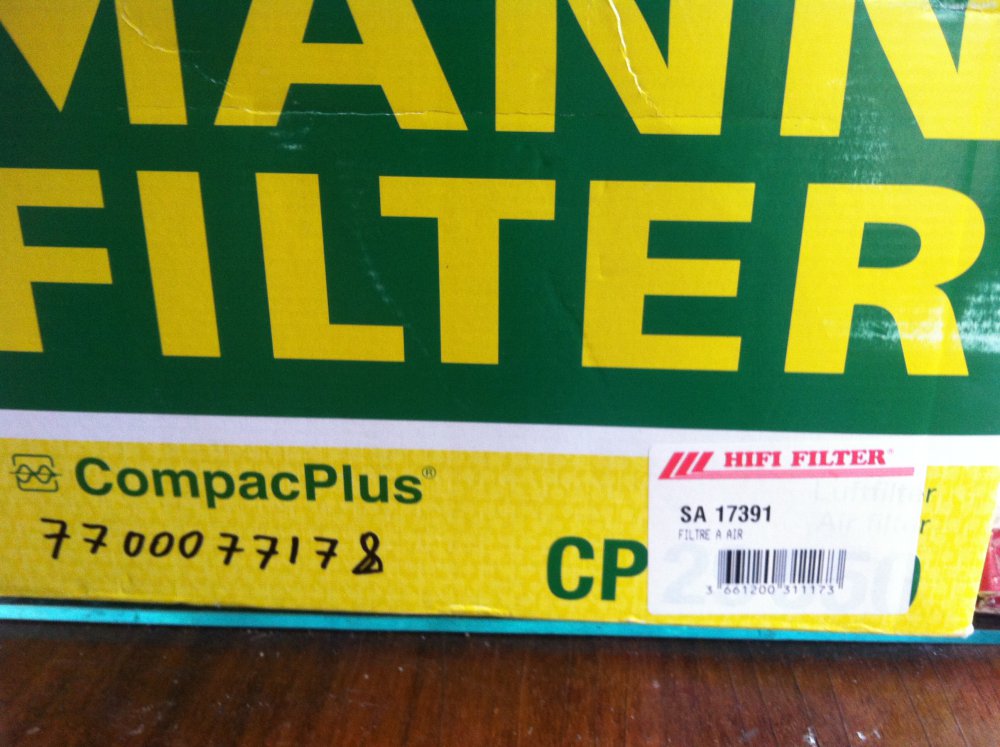 MANN
FILTER
CompacPlus®
7700077178
HIFI FILTER®
SA 17391
FILTRE A AIR
3 661200 311173
Luftfilter
Air filter
CP